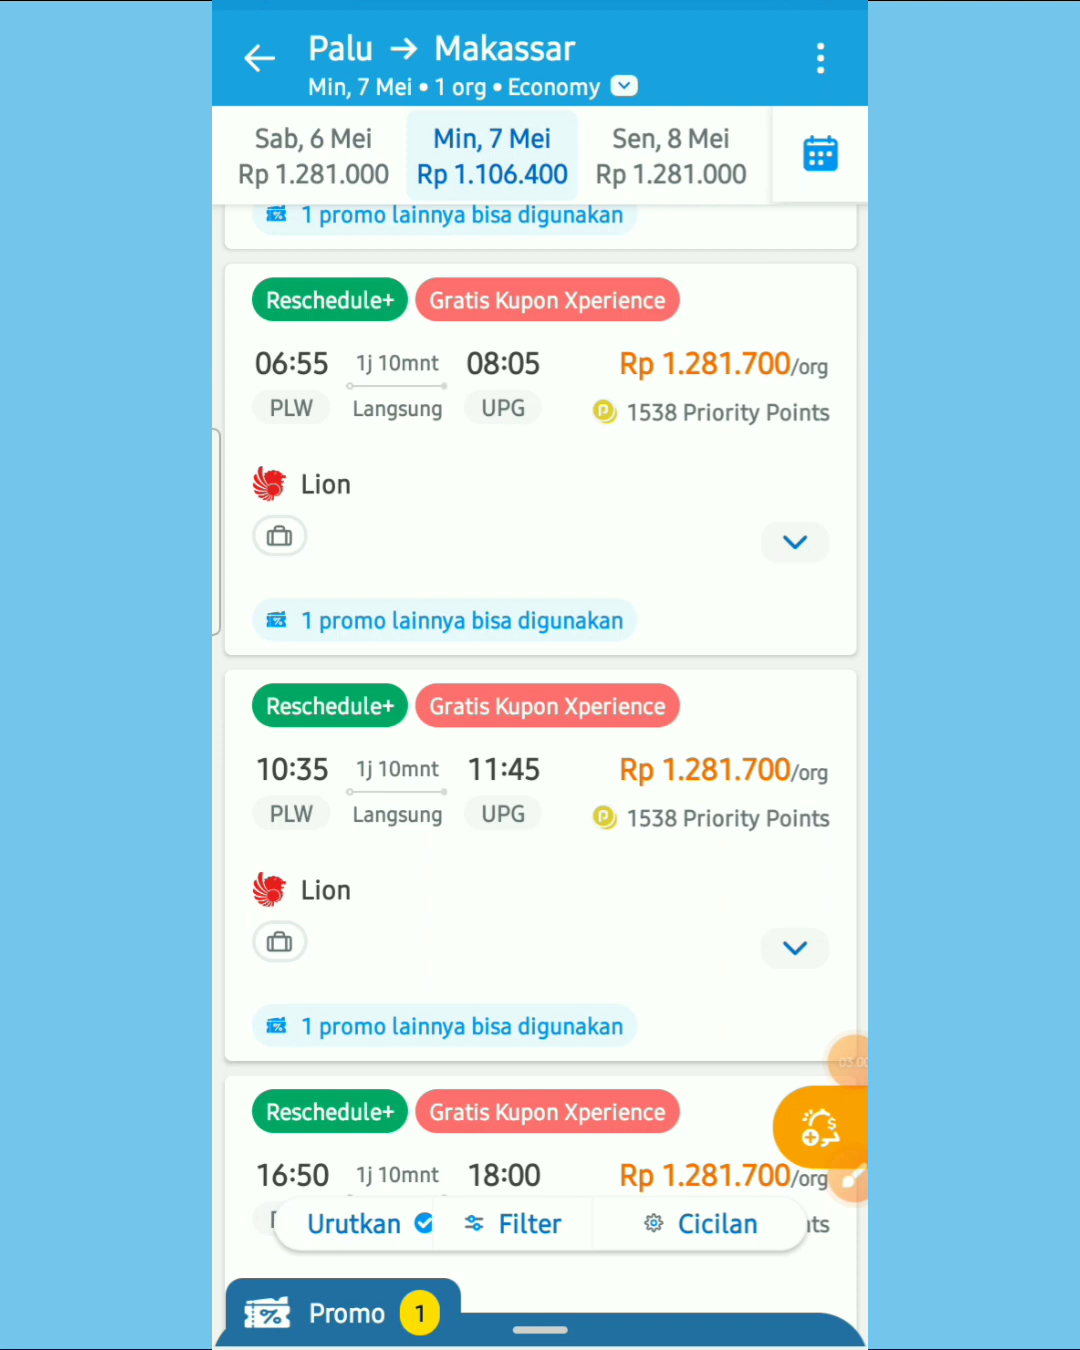 Palu → Makassar
Min, 7 Mei • 1 org • Economy
Sab, 6 Mei
Rp 1.281.000
Min, 7 Mei
Rp 1.106.400
Sen, 8 Mei
Rp 1.281.000
1 promo lainnya bisa digunakan
Reschedule+ Gratis Kupon Xperience
06:55 1j 10mnt 08:05 Rp 1.281.700/org
PLW Langsung UPG 1538 Priority Points
Lion
1 promo lainnya bisa digunakan
Reschedule+ Gratis Kupon Xperience
10:35 1j 10mnt 11:45 Rp 1.281.700/org
PLW Langsung UPG 1538 Priority Points
Lion
1 promo lainnya bisa digunakan
03:00
Reschedule+ Gratis Kupon Xperience
16:50 1j 10mnt 18:00 Rp 1.281.700/org
Urutkan Filter Cicilan
Promo 1